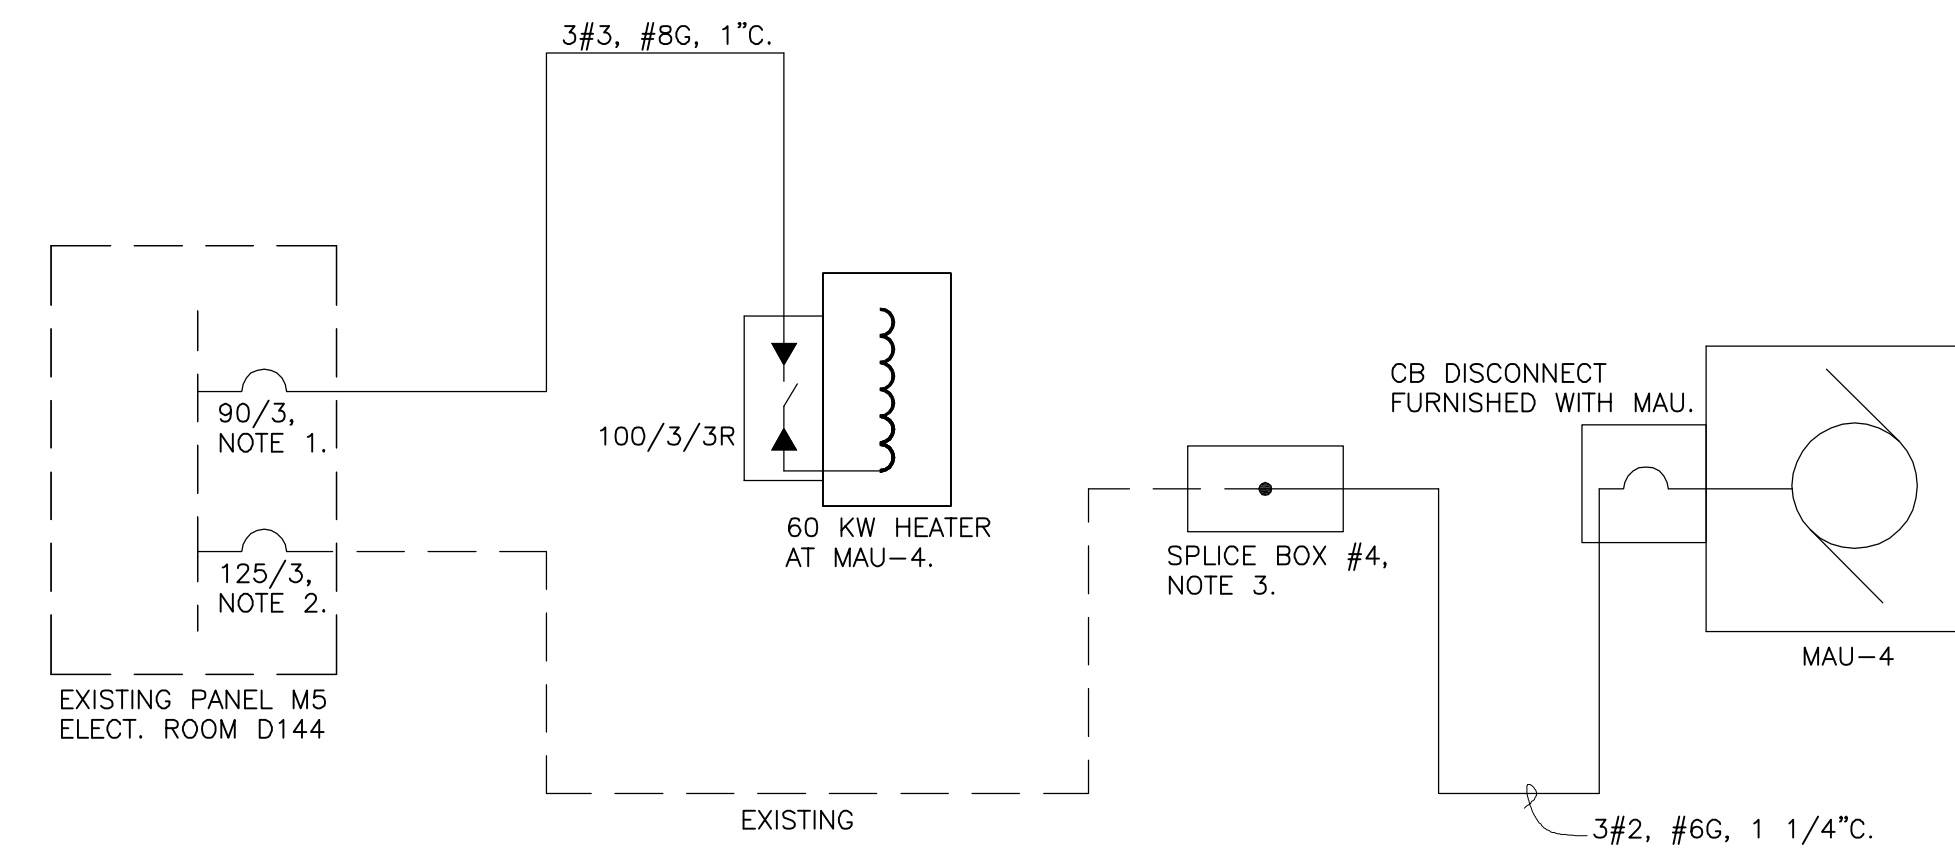 3#3, #8G, 1"C.
90/3,
NOTE 1.
100/3/3R
60 KW HEATER
AT MAU-4.
125/3,
NOTE 2.
EXISTING PANEL M5
ELECT. ROOM D144
EXISTING
SPLICE BOX #4,
NOTE 3.
CB DISCONNECT
FURNISHED WITH MAU.
MAU-4
3#2, #6G, 1 1/4"C.